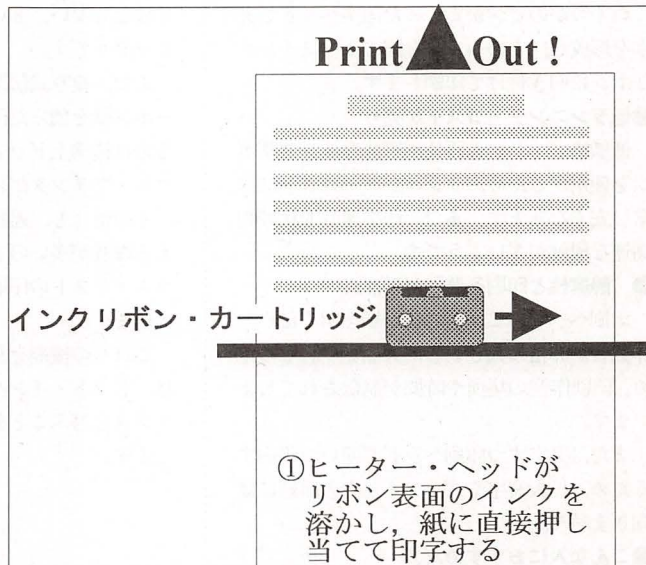 Print Out !
インクリボン・カートリッジ
①ヒーター・ヘッドが
リボン表面のインクを
溶かし，紙に直接押し
当てて印字する